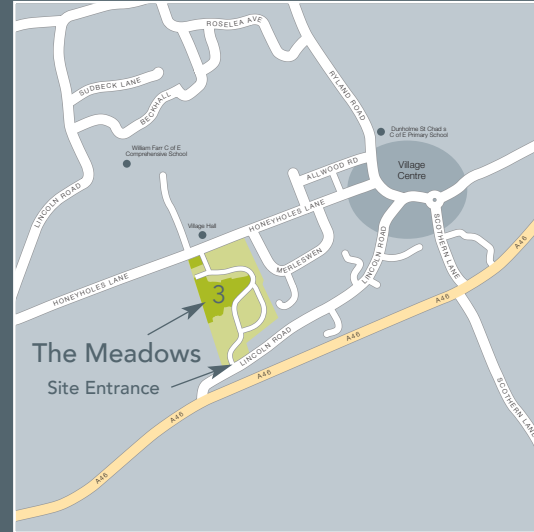 ROSELEA AVE
SUDBECK LANE
BECKHALL
RYLAND ROAD
Dunholme St Chad s
C of E Primary School
William Farr C of E
Comprehensive School
ALLWOOD RD
Village
Centre
LINCOLN ROAD
Village Hall
HONEYHOLES LANE
MERLESWEN
LINCOLN ROAD
SCOTHERN LANE
A46
HONEYHOLES LANE
3
A46
The Meadows
LINCOLN ROAD
A46
Site Entrance
A46
SCOTHERN LANE
A46
A46